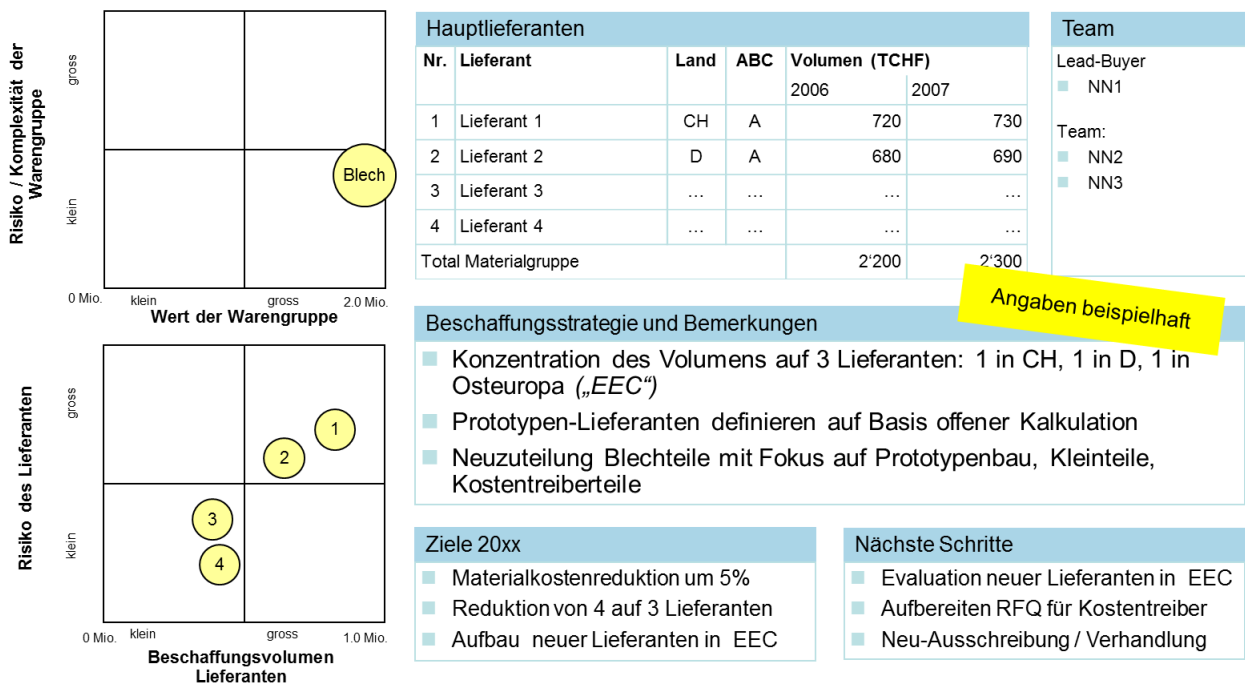 Risiko / Komplexität der
Warengruppe
gross
klein
Blech
0 Mio.
klein
gross
2.0 Mio.
Wert der Warengruppe
Risiko des Lieferanten
gross
klein
1
2
3
4
0 Mio.
klein
gross
1.0 Mio.
Beschaffungsvolumen
Lieferanten
Hauptlieferanten
Nr. Lieferant Land ABC Volumen (TCHF)
2006 2007
1 Lieferant 1 CH A 720 730
2 Lieferant 2 D A 680 690
3 Lieferant 3 ... ... ... ...
4 Lieferant 4 ... ... ... ...
Total Materialgruppe 2‘200 2‘300
Team
Lead-Buyer
NN1
Team:
NN2
NN3
Angaben beispielhaft
Beschaffungsstrategie und Bemerkungen
Konzentration des Volumens auf 3 Lieferanten: 1 in CH, 1 in D, 1 in
Osteuropa („EEC“)
Prototypen-Lieferanten definieren auf Basis offener Kalkulation
Neuzuteilung Blechteile mit Fokus auf Prototypenbau, Kleinteile,
Kostentreiberteile
Ziele 20xx
Materialkostenreduktion um 5%
Reduktion von 4 auf 3 Lieferanten
Aufbau neuer Lieferanten in EEC
Nächste Schritte
Evaluation neuer Lieferanten in EEC
Aufbereiten RFQ für Kostentreiber
Neu-Ausschreibung / Verhandlung